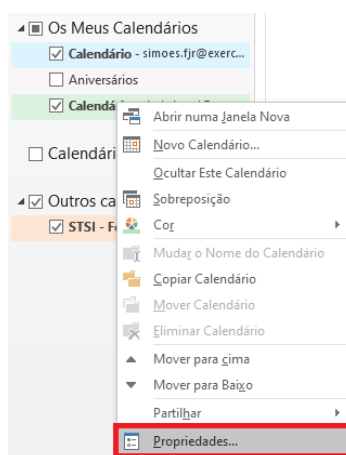 Os Meus Calendários
Calendário - simoes.fjr@exerc...
Aniversários
Calendá
Abrir numa Janela Nova
Novo Calendário...
Calendári
Ocultar Este Calendário
Outros ca
Sobreposição
STSI - F
Cor
Mudar o Nome do Calendário
Copiar Calendário
Mover Calendário
Eliminar Calendário
Mover para cima
Mover para Baixo
Partilhar
Propriedades...